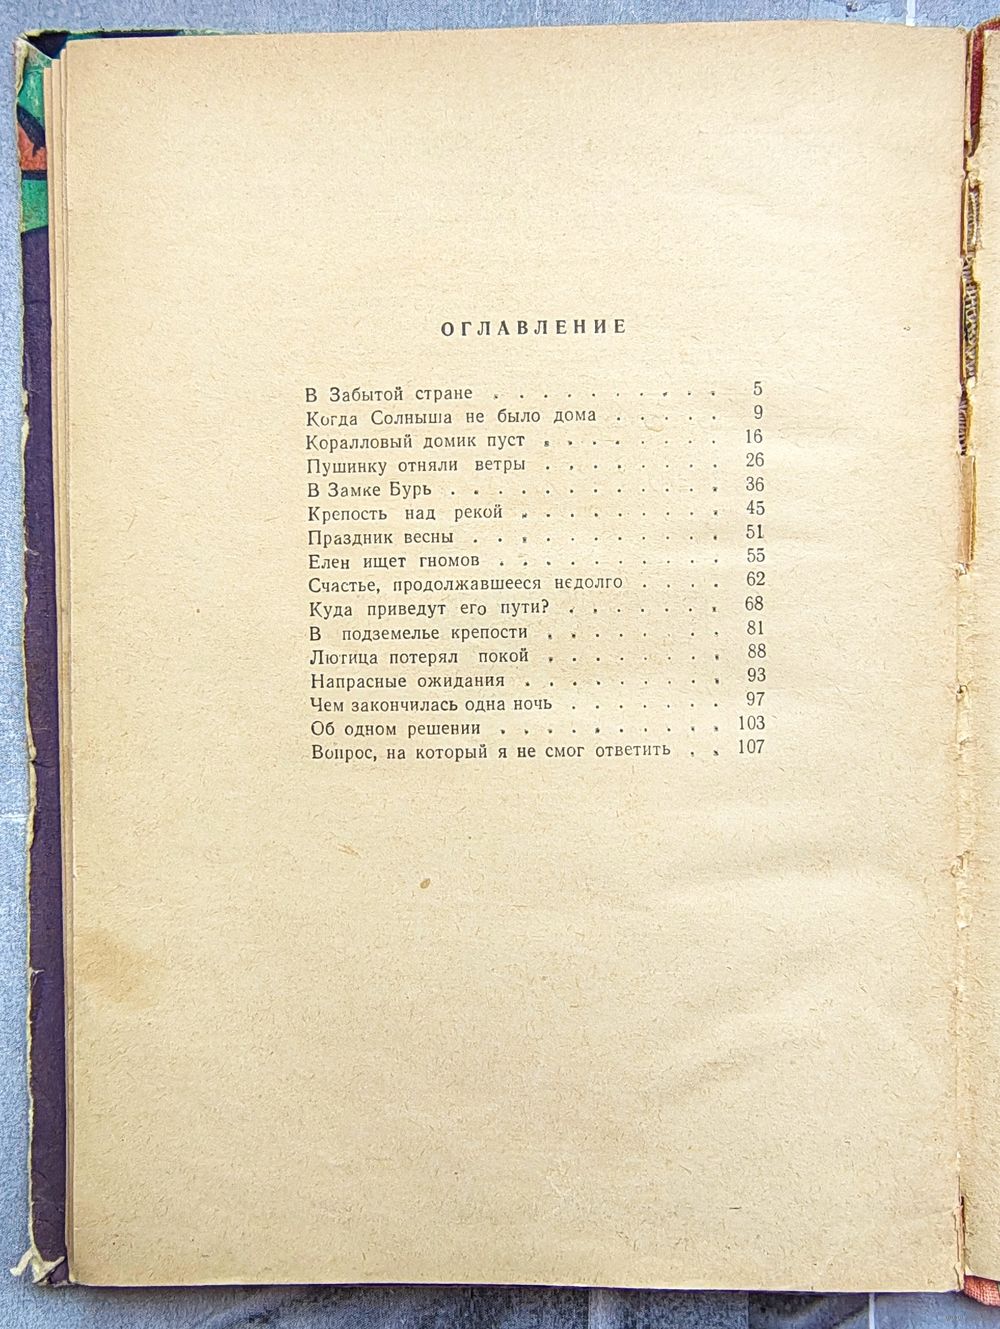 ОГЛАВЛЕНИЕ
В Забытой стране . . . . . . . . . . 5
Когда Солныша не было дома . . . . . 9
Коралловый домик пуст . . . . . . . . 16
Пушинку отняли ветры . . . . . . . . 26
В Замке Бурь . . . . . . . . . . . . 36
Крепость над рекой . . . . . . . . . 45
Праздник весны . . . . . . . . . . . 51
Елен ищет гномов . . . . . . . . . . 55
Счастье, продолжавшееся недолго . . . . 62
Куда приведут его пути? . . . . . . . 68
В подземелье крепости . . . . . . . . 81
Лютица потерял покой . . . . . . . . 88
Напрасные ожидания . . . . . . . . . 93
Чем закончилась одна ночь . . . . . . . 97
Об одном решении . . . . . . . . . . 103
Вопрос, на который я не смог ответить . . 107